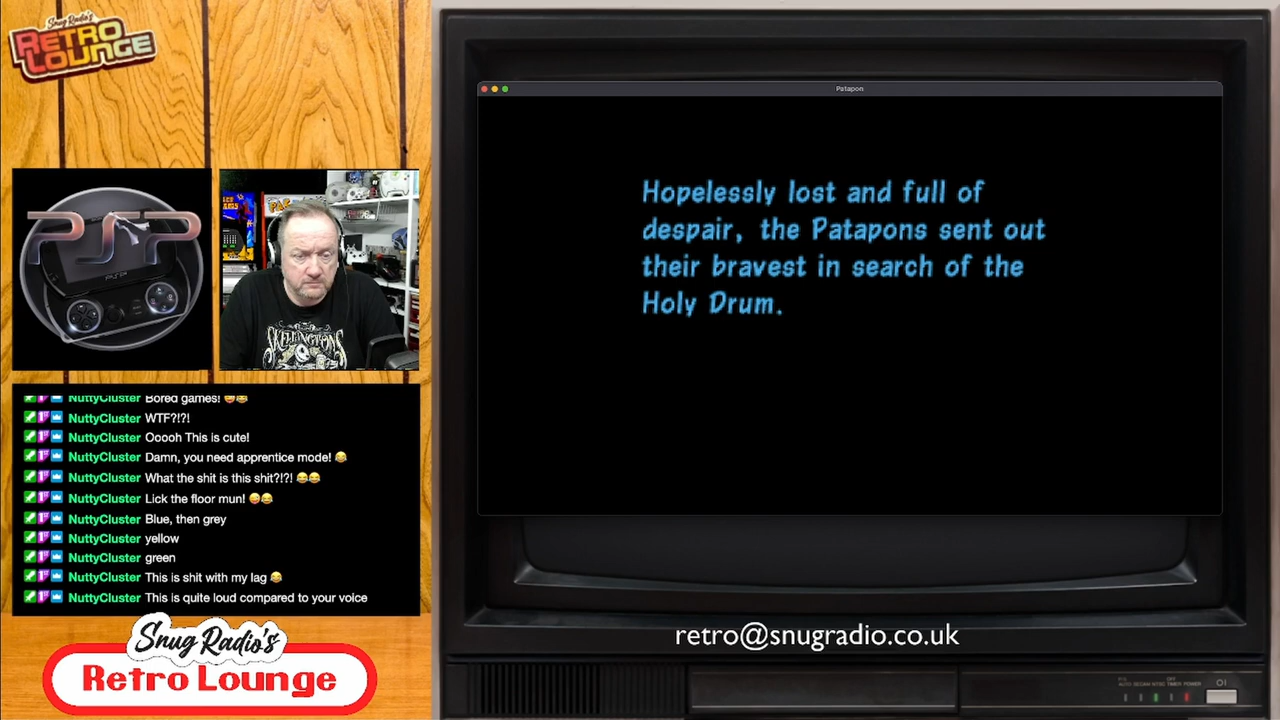 Snug Radio's
RETRO
LOUNGE
Patapon
Hopelessly lost and full of
despair, the Patapons sent out
their bravest in search of the
Holy Drum.
PSP
PSP
SKELLINGTON'S
NuttyCluster Bored games! 😜😂
NuttyCluster WTF?!?!
NuttyCluster Ooooh This is cute!
NuttyCluster Damn, you need apprentice mode! 😂
NuttyCluster What the shit is this shit?!?! 😂😂
NuttyCluster Lick the floor mun! 😜😂
NuttyCluster Blue, then grey
NuttyCluster yellow
NuttyCluster green
NuttyCluster This is shit with my lag 😂
NuttyCluster This is quite loud compared to your voice
Snug Radio's
Retro Lounge
retro@snugradio.co.uk